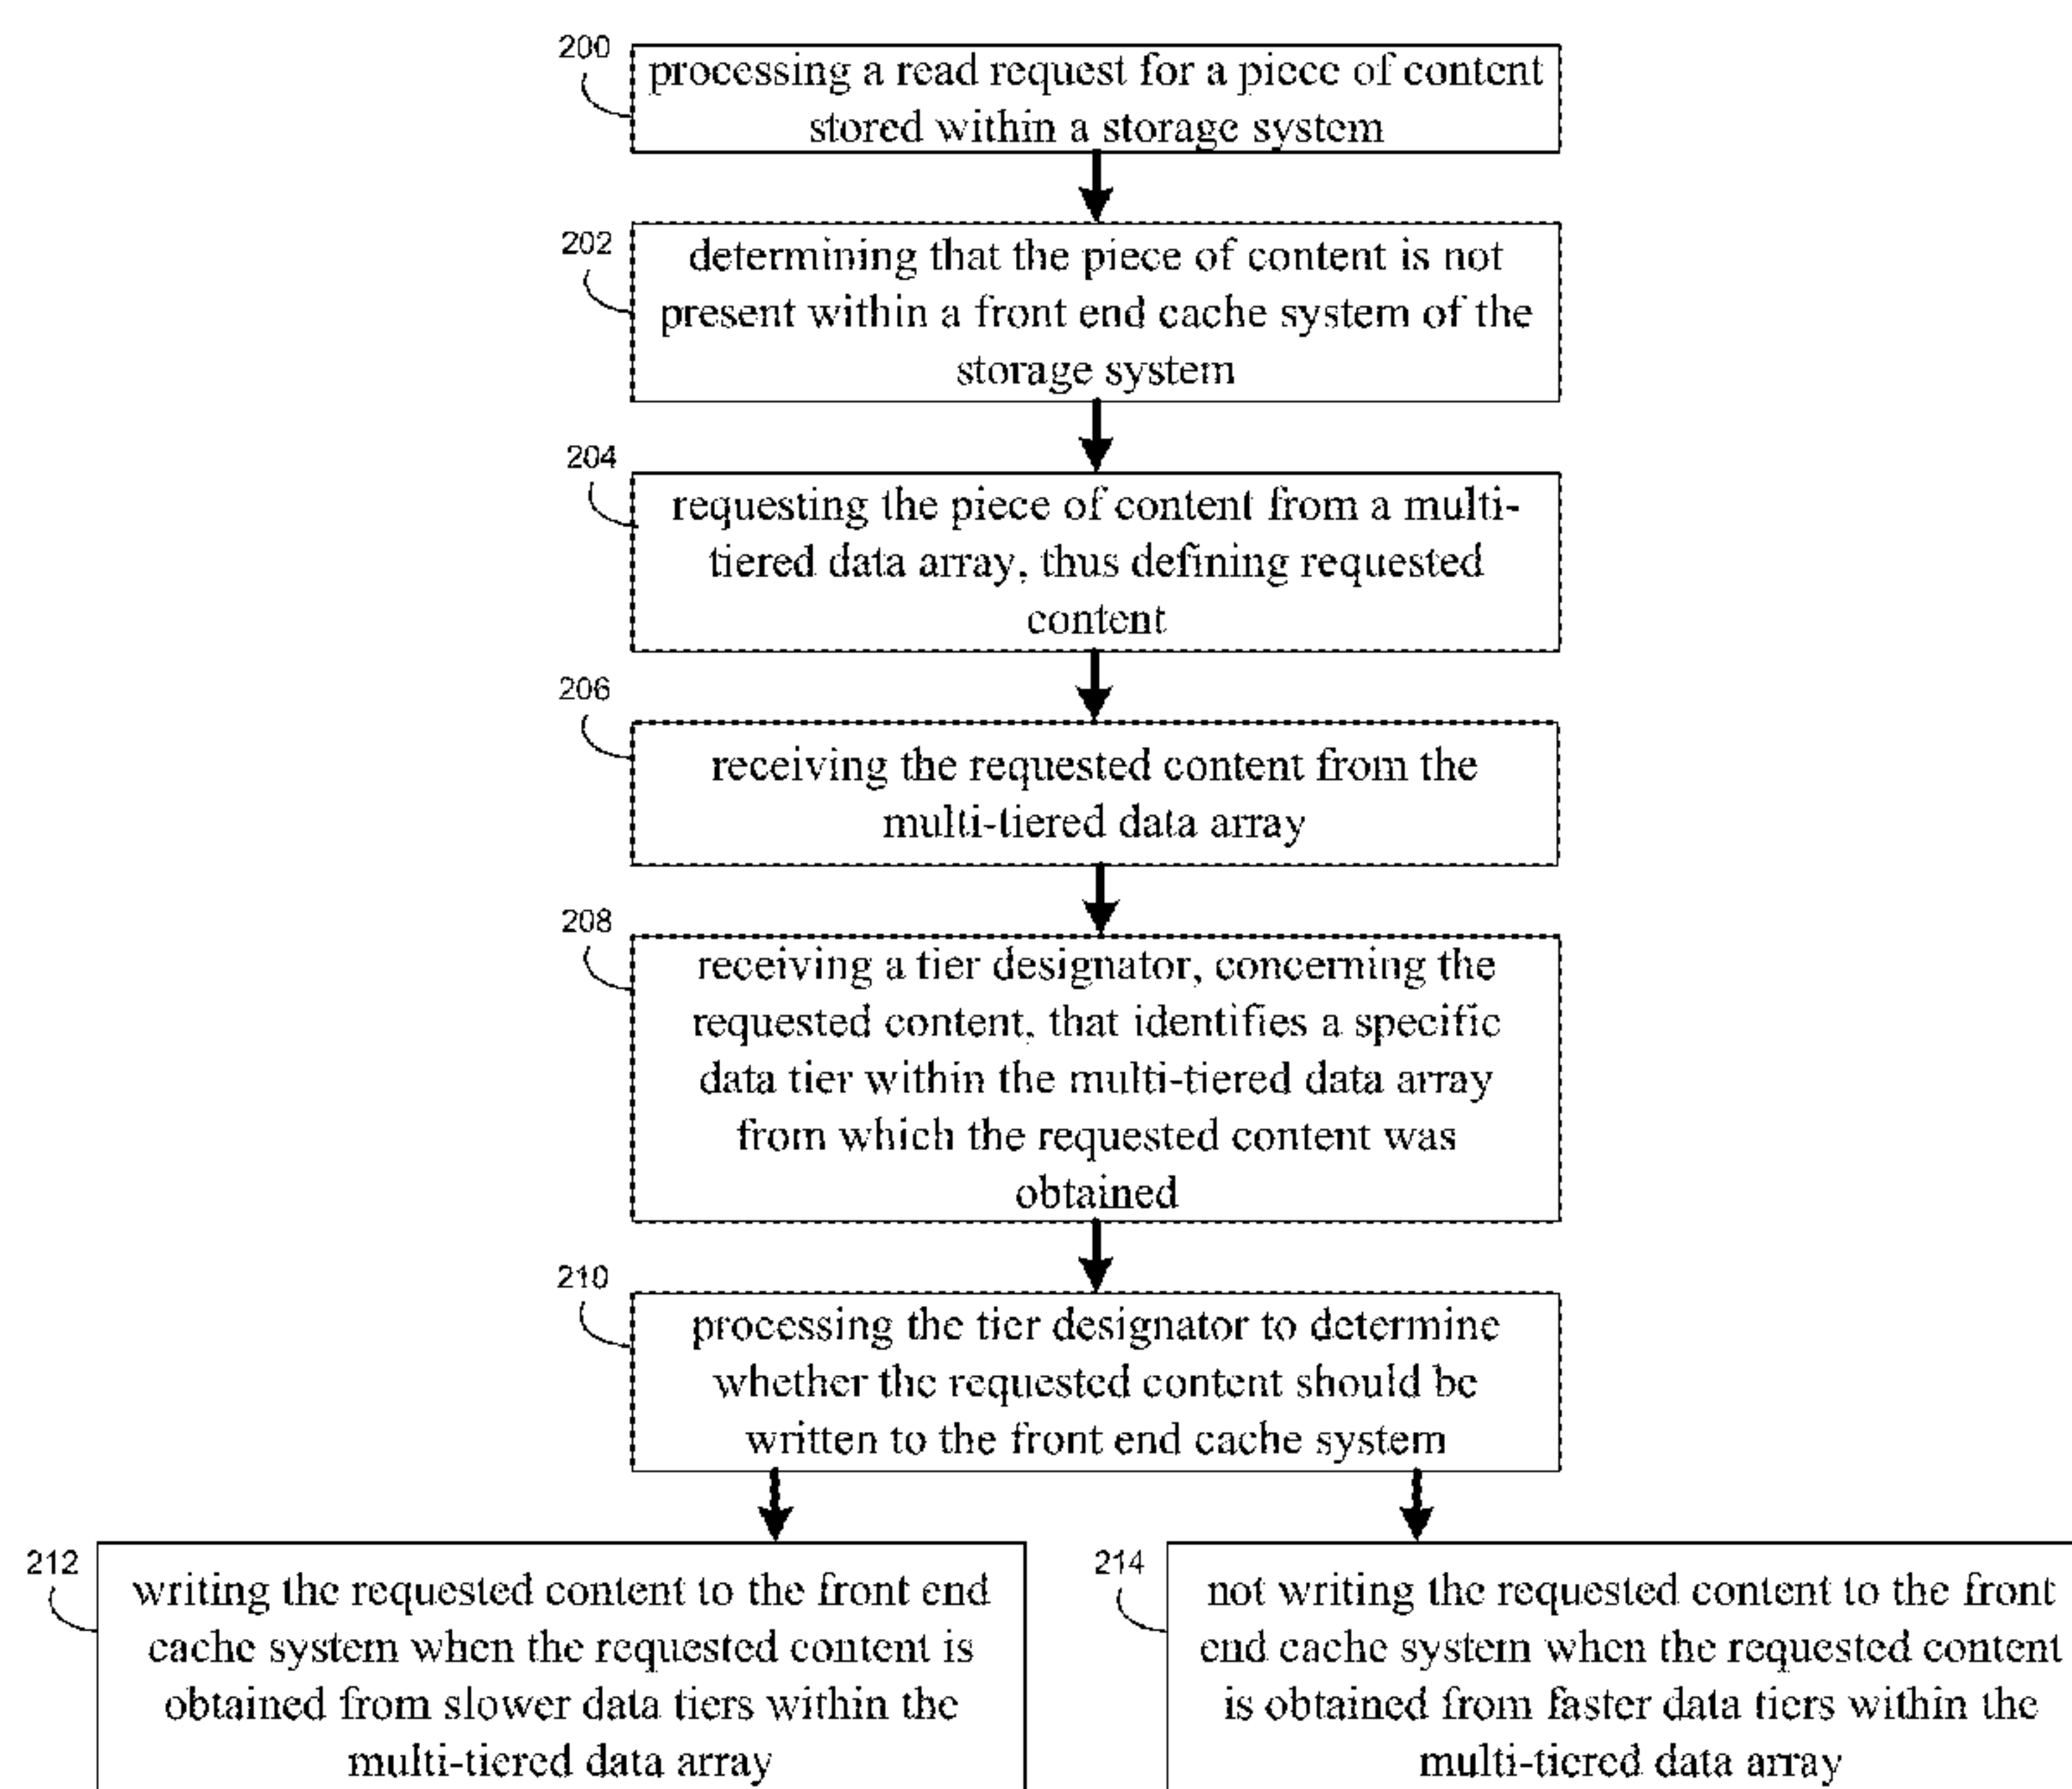 200
processing a read request for a piece of content
stored within a storage system
202
determining that the piece of content is not
present within a front end cache system of the
storage system
204
requesting the piece of content from a multi-
tiered data array, thus defining requested
content
206
receiving the requested content from the
multi-tiered data array
208
receiving a tier designator, concerning the
requested content, that identifies a specific
data tier within the multi-tiered data array
from which the requested content was
obtained
210
processing the tier designator to determine
whether the requested content should be
written to the front end cache system
212
writing the requested content to the front end
cache system when the requested content is
obtained from slower data tiers within the
multi-tiered data array
214
not writing the requested content to the front
end cache system when the requested content
is obtained from faster data tiers within the
multi-tiered data array